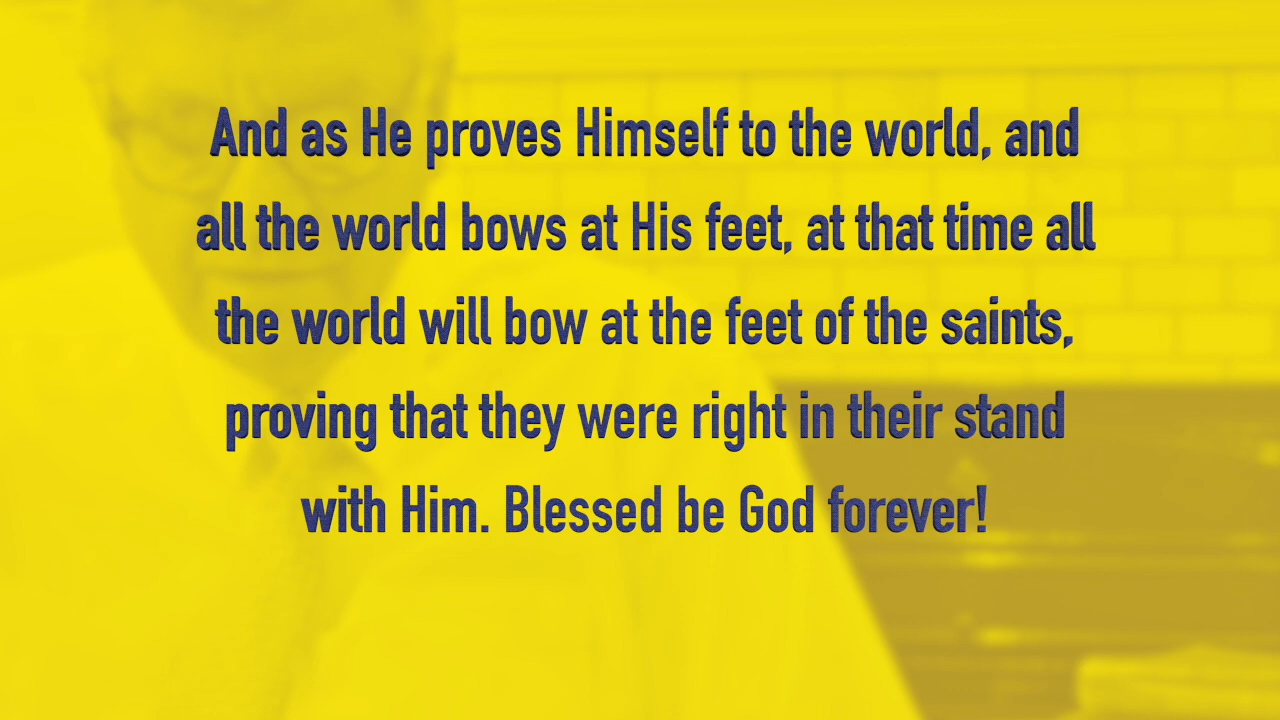 And as He proves Himself to the world, and
all the world bows at His feet, at that time all
the world will bow at the feet of the saints,
proving that they were right in their stand
with Him. Blessed be God forever!